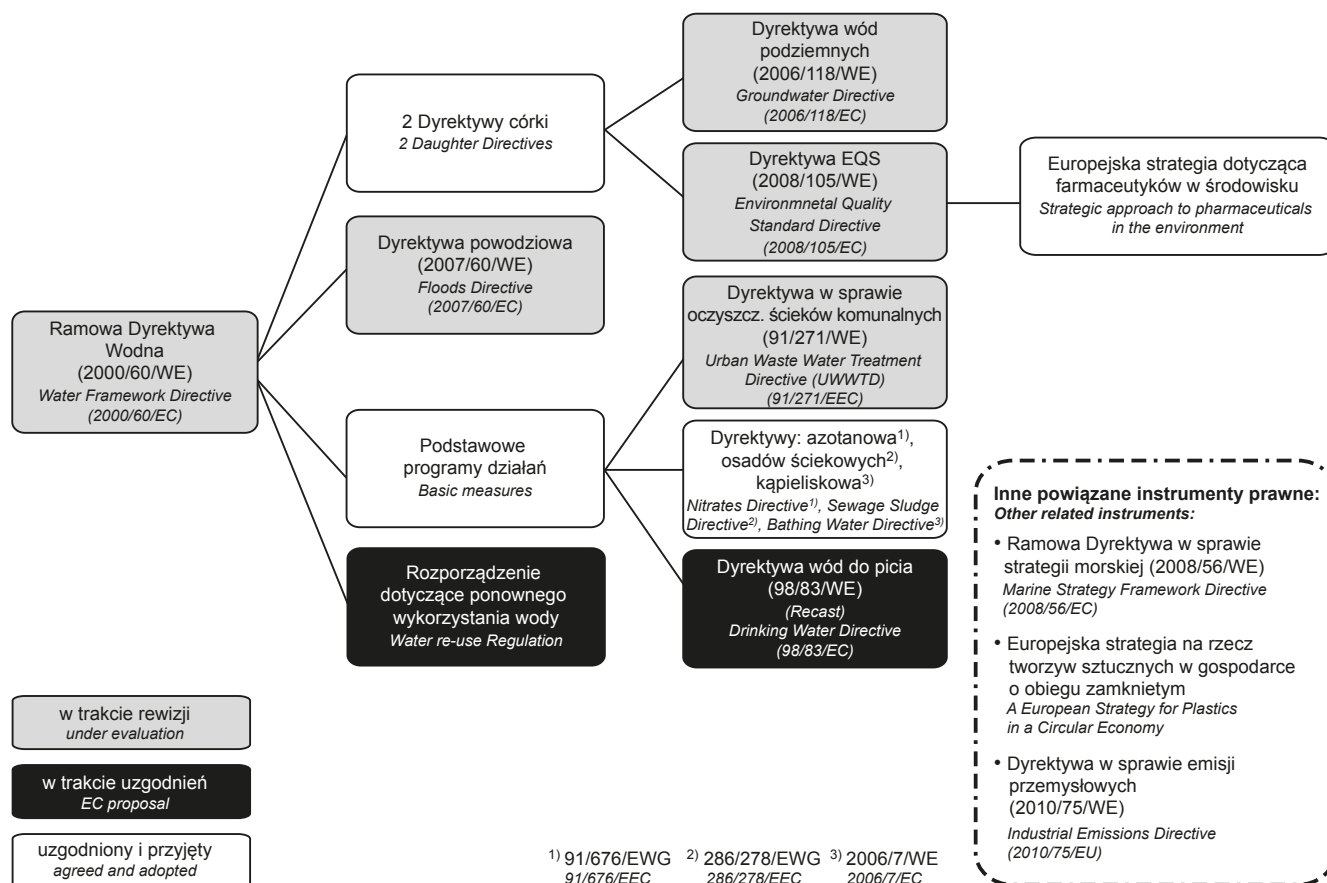 Dyrektywa wód
podziemnych
(2006/118/WE)
Groundwater Directive
(2006/118/EC)
2 Dyrektywy córki
2 Daughter Directives
Dyrektywa EQS
(2008/105/WE)
Environmnetal Quality
Standard Directive
(2008/105/EC)
Europejska strategia dotycząca
farmaceutyków w środowisku
Strategic approach to pharmaceuticals
in the environment
Dyrektywa powodziowa
(2007/60/WE)
Floods Directive
(2007/60/EC)
Dyrektywa w sprawie
oczyszcz. ścieków komunalnych
(91/271/WE)
Urban Waste Water Treatment
Directive (UWWTD)
(91/271/EEC)
Ramowa Dyrektywa
Wodna
(2000/60/WE)
Water Framework Directive
(2000/60/EC)
Podstawowe
programy działań
Basic measures
Dyrektywy: azotanowa1),
osadów ściekowych2),
kąpieliskowa3)
Nitrates Directive1), Sewage Sludge
Directive2), Bathing Water Directive3)
Rozporządzenie
dotyczące ponownego
wykorzystania wody
Water re-use Regulation
Dyrektywa wód do picia
(98/83/WE)
(Recast)
Drinking Water Directive
(98/83/EC)
Inne powiązane instrumenty prawne:
Other related instruments:
• Ramowa Dyrektywa w sprawie
strategii morskiej (2008/56/WE)
Marine Strategy Framework Directive
(2008/56/EC)
• Europejska strategia na rzecz
tworzyw sztucznych w gospodarce
o obiegu zamknietym
A European Strategy for Plastics
in a Circular Economy
• Dyrektywa w sprawie emisji
przemysłowych
(2010/75/WE)
Industrial Emissions Directive
(2010/75/EU)
w trakcie rewizji
under evaluation
w trakcie uzgodnień
EC proposal
uzgodniony i przyjęty
agreed and adopted
1) 91/676/EWG 2) 286/278/EWG 3) 2006/7/WE
91/676/EEC 286/278/EEC 2006/7/EC